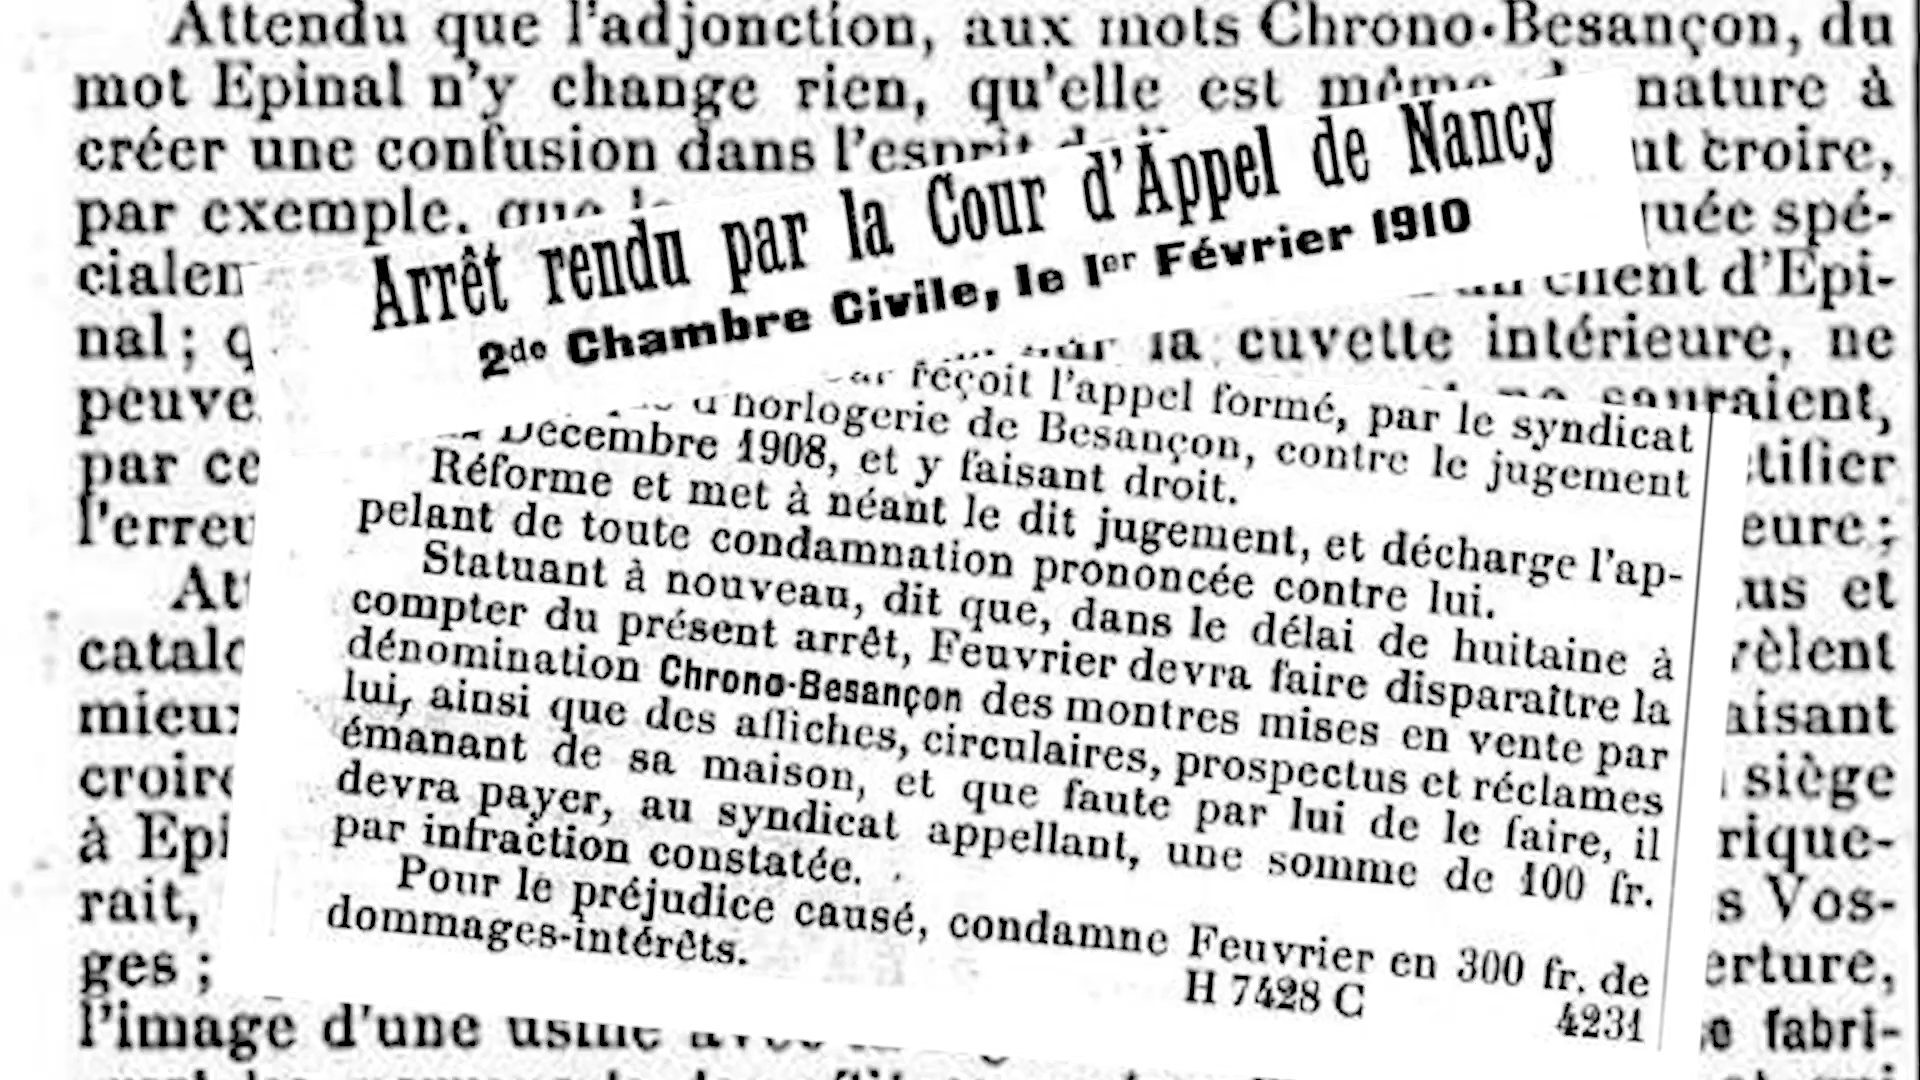 Attendu que l'adjonction, aux mots Chrono-Besançon, du
mot Epinal n'y change rien, qu'elle est même nature à
créer une confusion dans l'esprit ut croire,
par exemple, que uée spé-
cialem client d'Epi-
nal; q la cuvette intérieure, ne
peuve sauraient,
par ce tifier
l'erreu eure;
At us et
catalo vèlent
mieux aisant
croire siège
à Epi rique-
rait, s Vos-
ges; erture,
l'image d'une usine fabri-
Arrêt rendu par la Cour d'Appel de Nancy
2de Chambre Civile, le 1er Février 1910
reçoit l'appel formé, par le syndicat
d'horlogerie de Besançon, contre le jugement
Décembre 1908, et y faisant droit.
Réforme et met à néant le dit jugement, et décharge l'ap-
pelant de toute condamnation prononcée contre lui.
Statuant à nouveau, dit que, dans le délai de huitaine à
compter du présent arrêt, Feuvrier devra faire disparaître la
dénomination Chrono-Besançon des montres mises en vente par
lui, ainsi que des affiches, circulaires, prospectus et réclames
émanant de sa maison, et que faute par lui de le faire, il
devra payer, au syndicat appellant, une somme de 100 fr.
par infraction constatée.
Pour le préjudice causé, condamne Feuvrier en 300 fr. de
dommages-intérêts.
H 7428 C 4231